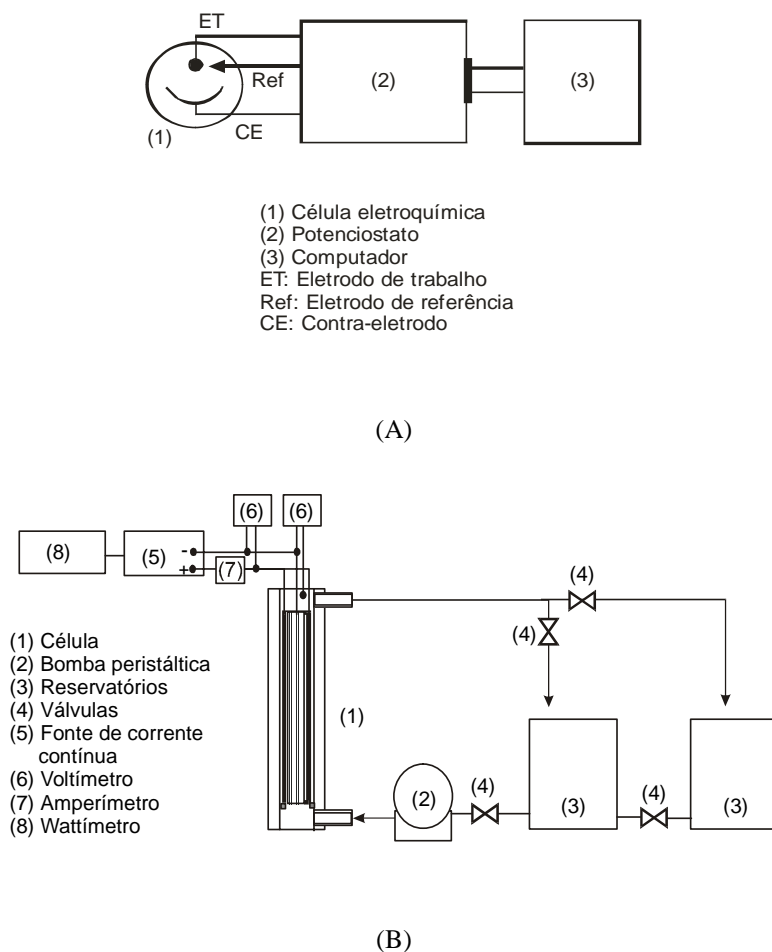 ET
(2)
(3)
Ref
CE
(1)
(1) Célula eletroquímica
(2) Potenciostato
(3) Computador
ET: Eletrodo de trabalho
Ref: Eletrodo de referência
CE: Contra-eletrodo
(A)
(6)
(6)
(8)
(5)
-
+
(7)
(4)
(4)
(1) Célula
(2) Bomba peristáltica
(3) Reservatórios
(4) Válvulas
(5) Fonte de corrente
contínua
(6) Voltímetro
(7) Amperímetro
(8) Wattímetro
(1)
(2)
(4)
(3)
(4)
(3)
(B)